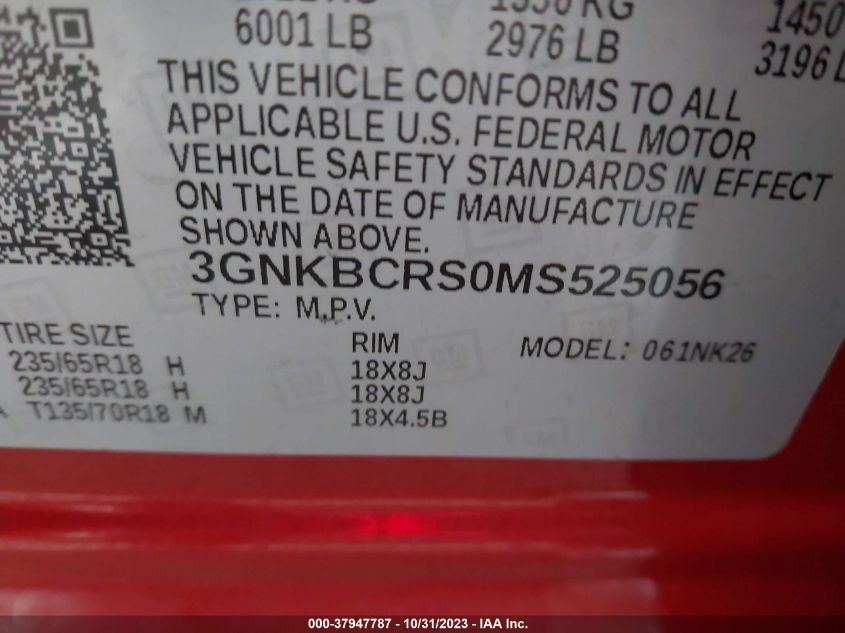 6001 LB 2976 LB 3196
THIS VEHICLE CONFORMS TO ALL
APPLICABLE U.S. FEDERAL MOTOR
VEHICLE SAFETY STANDARDS IN EFFECT
ON THE DATE OF MANUFACTURE
SHOWN ABOVE.
3GNKBCRS0MS525056
TYPE: M.P.V.
TIRE SIZE RIM MODEL: 061NK26
235/65R18 H 18X8J
235/65R18 H 18X8J
T135/70R18 M 18X4.5B
000-37947787 - 10/31/2023 - IAA Inc.